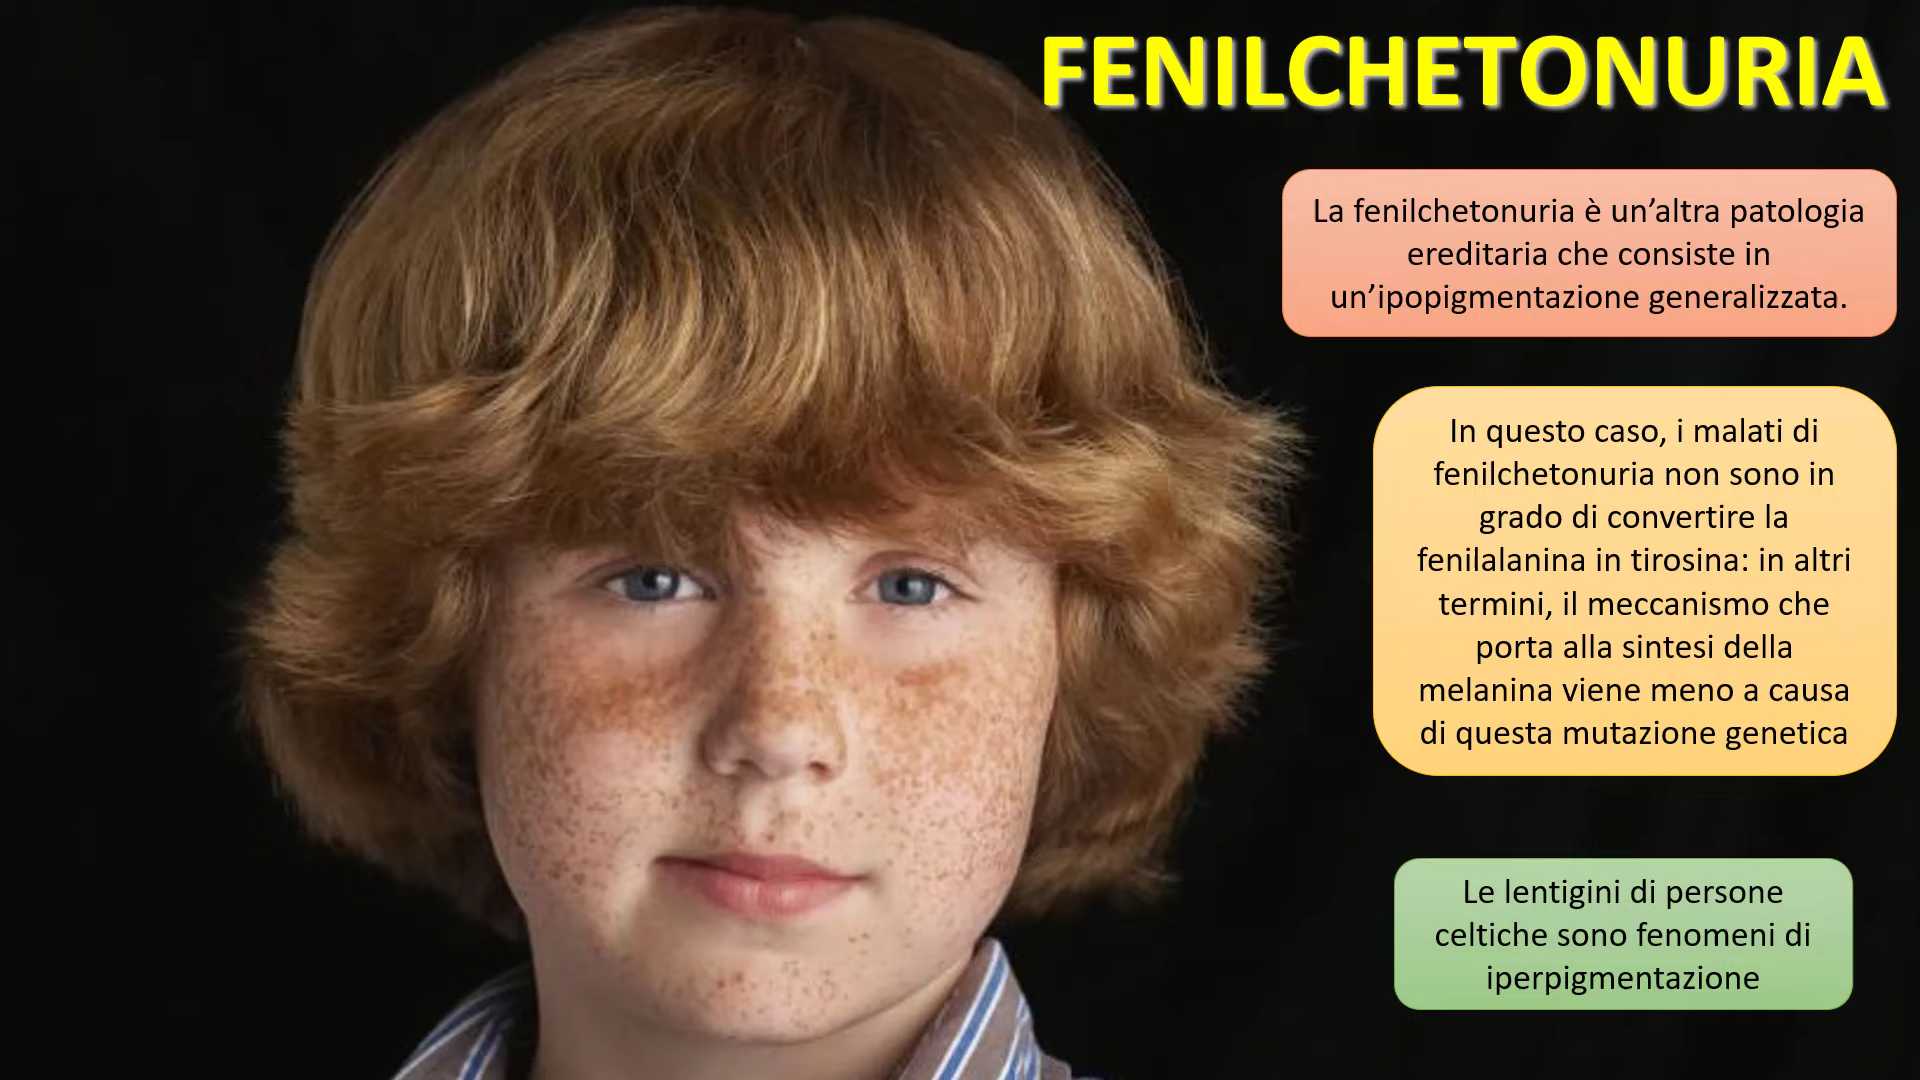 FENILCHETONURIA
La fenilchetonuria è un’altra patologia
ereditaria che consiste in
un’ipopigmentazione generalizzata.
In questo caso, i malati di
fenilchetonuria non sono in
grado di convertire la
fenilalanina in tirosina: in altri
termini, il meccanismo che
porta alla sintesi della
melanina viene meno a causa
di questa mutazione genetica
Le lentigini di persone
celtiche sono fenomeni di
iperpigmentazione